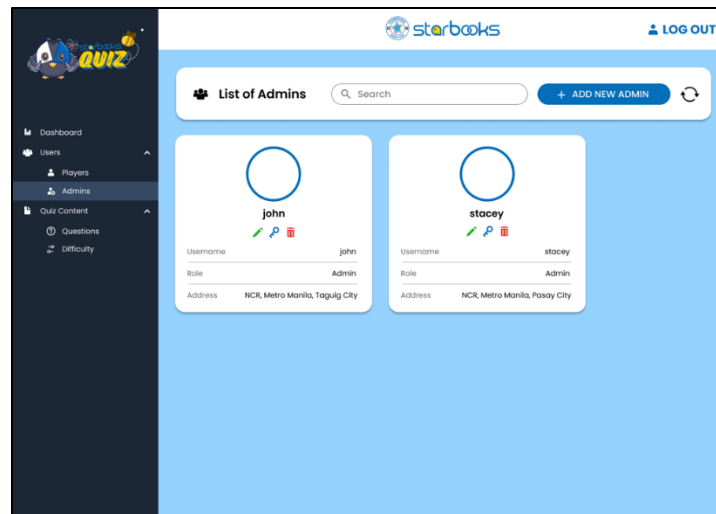 starbooks
QUIZ
starbooks
LOG OUT
List of Admins
Search
+ ADD NEW ADMIN
Dashboard
Users
Players
Admins
Quiz Content
Questions
Difficulty
john
Username john
Role Admin
Address NCR, Metro Manila, Taguig City
stacey
Username stacey
Role Admin
Address NCR, Metro Manila, Pasay City